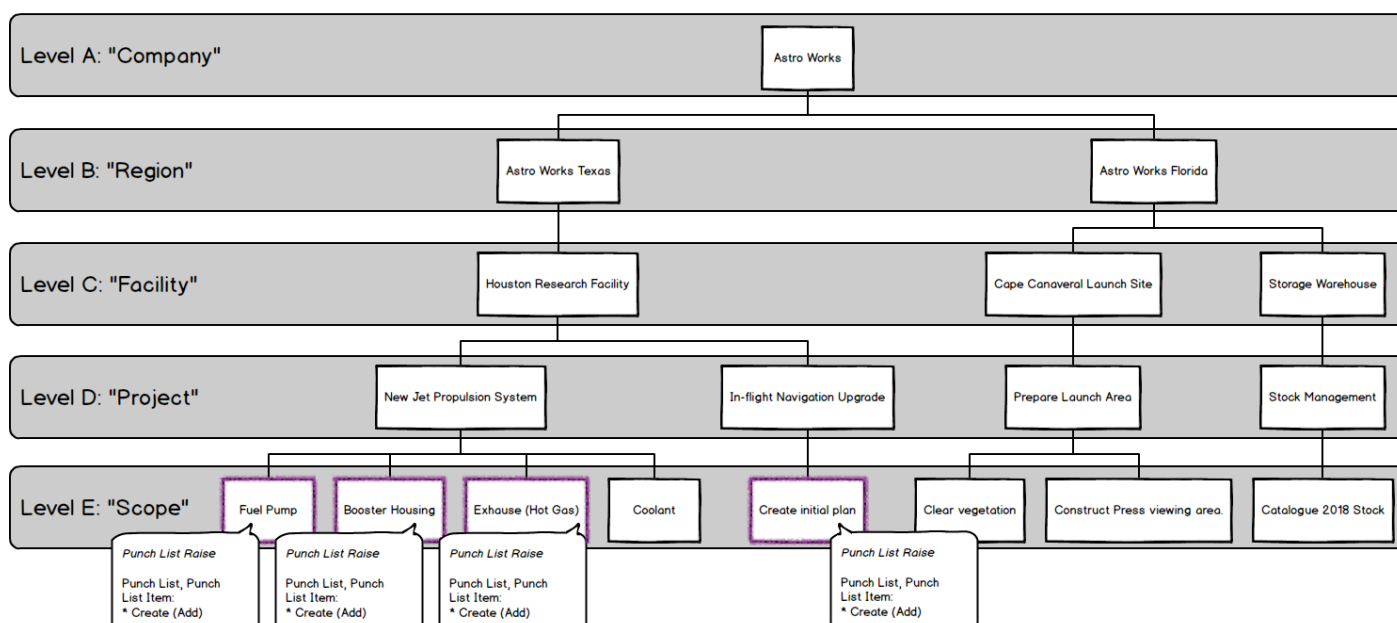 Level A: "Company"
Astro Works
Level B: "Region"
Astro Works Texas
Astro Works Florida
Level C: "Facility"
Houston Research Facility
Cape Canaveral Launch Site
Storage Warehouse
Level D: "Project"
New Jet Propulsion System
In-flight Navigation Upgrade
Prepare Launch Area
Stock Management
Level E: "Scope"
Fuel Pump
Booster Housing
Exhause (Hot Gas)
Coolant
Create initial plan
Clear vegetation
Construct Press viewing area.
Catalogue 2018 Stock
Punch List Raise
Punch List, Punch
List Item:
* Create (Add)
Punch List Raise
Punch List, Punch
List Item:
* Create (Add)
Punch List Raise
Punch List, Punch
List Item:
* Create (Add)
Punch List Raise
Punch List, Punch
List Item:
* Create (Add)